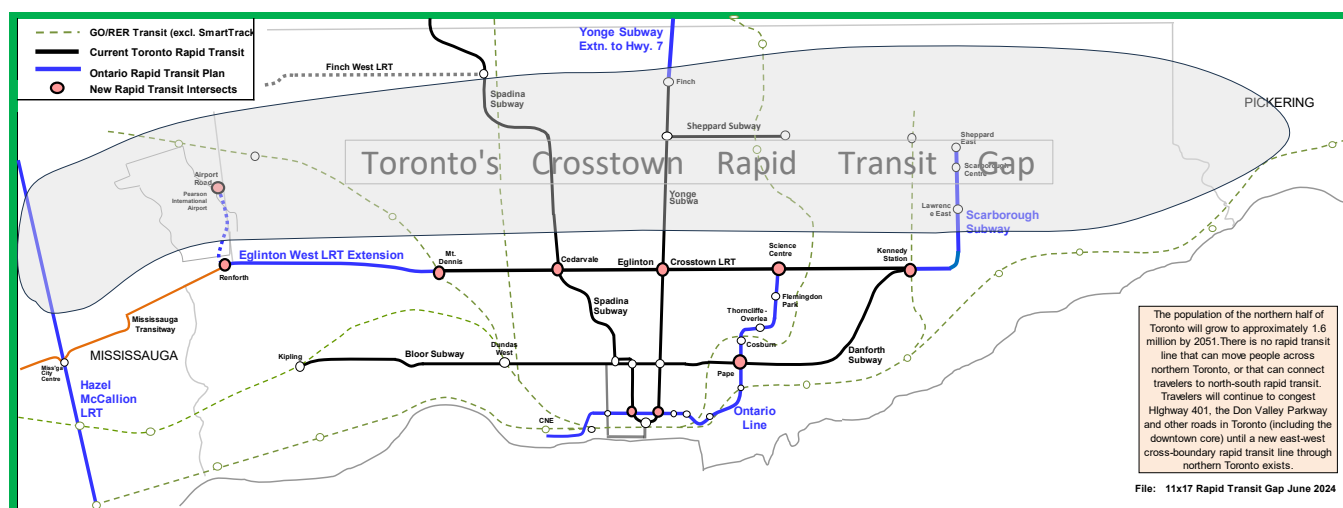 GO/RER Transit (excl. SmartTrack
Current Toronto Rapid Transit
Ontario Rapid Transit Plan
New Rapid Transit Intersects
Yonge Subway
Extn. to Hwy. 7
Finch West LRT
Spadina
Subway
Finch
Sheppard Subway
PICKERING
Sheppard
East
Toronto's Crosstown Rapid Transit Gap
Scarborough
Centre
Airport
Road
Pearson
International
Airport
Yonge
Subwa
Lawrenc
e East
Scarborough
Subway
Eglinton West LRT Extension
Renforth
Mt.
Dennis
Cedarvale
Eglinton
Crosstown LRT
Science
Centre
Kennedy
Station
Spadina
Subway
Flemingdon
Park
Thorncliffe-
Overlea
Cosburn
Mississauga
Transitway
MISSISSAUGA
Miss'ga
City
Centre
Kipling
Bloor Subway
Dundas
West
Pape
Danforth
Subway
Hazel
McCallion
LRT
CNE
Ontario
Line
The population of the northern half of
Toronto will grow to approximately 1.6
million by 2051.There is no rapid transit
line that can move people across
northern Toronto, or that can connect
travelers to north-south rapid transit.
Travelers will continue to congest
HIghway 401, the Don Valley Parkway
and other roads in Toronto (including the
downtown core) until a new east-west
cross-boundary rapid transit line through
northern Toronto exists.
File: 11x17 Rapid Transit Gap June 2024